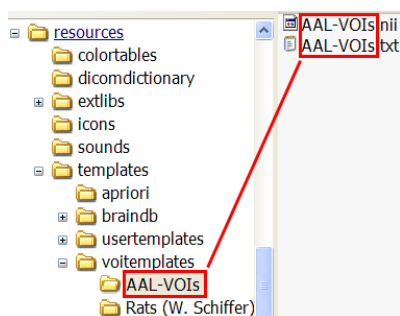 resources
colortables
dicomdictionary
extlibs
icons
sounds
templates
apriori
braindb
usertemplates
voitemplates
AAL-VOIs
Rats (W. Schiffer)
AAL-VOIs.nii
AAL-VOIs.txt